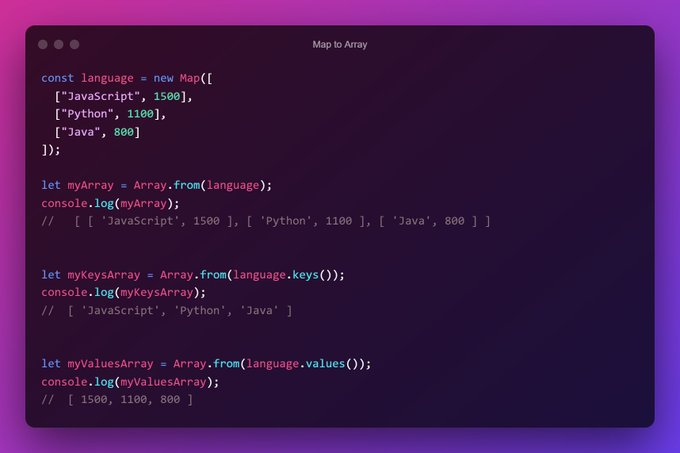 Map to Array
const language = new Map([
  ["JavaScript", 1500],
  ["Python", 1100],
  ["Java", 800]
]);
let myArray = Array.from(language);
console.log(myArray);
//   [ [ 'JavaScript', 1500 ], [ 'Python', 1100 ], [ 'Java', 800 ] ]
let myKeysArray = Array.from(language.keys());
console.log(myKeysArray);
//  [ 'JavaScript', 'Python', 'Java' ]
let myValuesArray = Array.from(language.values());
console.log(myValuesArray);
//  [ 1500, 1100, 800 ]